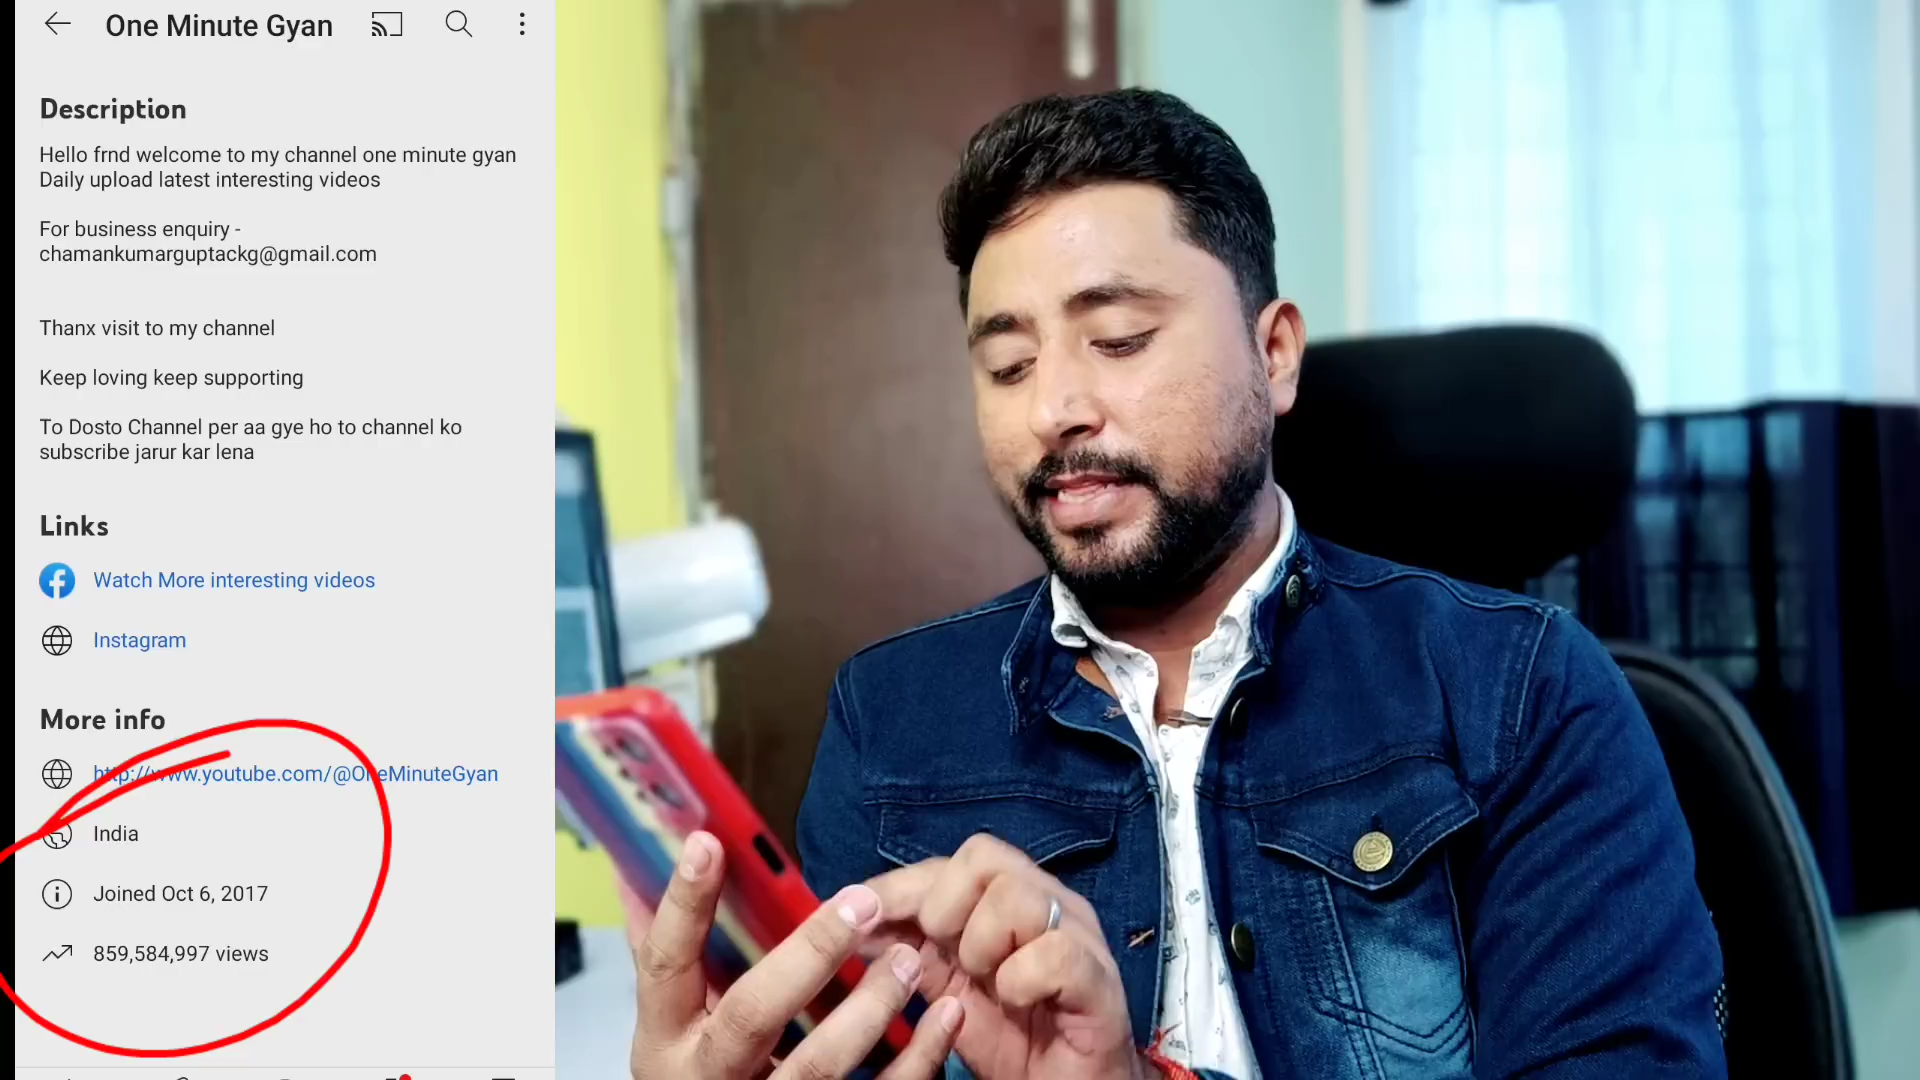 One Minute Gyan
Description
Hello frnd welcome to my channel one minute gyan
Daily upload latest interesting videos
For business enquiry -
chamankumarguptackg@gmail.com
Thanx visit to my channel
Keep loving keep supporting
To Dosto Channel per aa gye ho to channel ko
subscribe jarur kar lena
Links
Watch More interesting videos
Instagram
More info
http://www.youtube.com/@OneMinuteGyan
India
Joined Oct 6, 2017
859,584,997 views